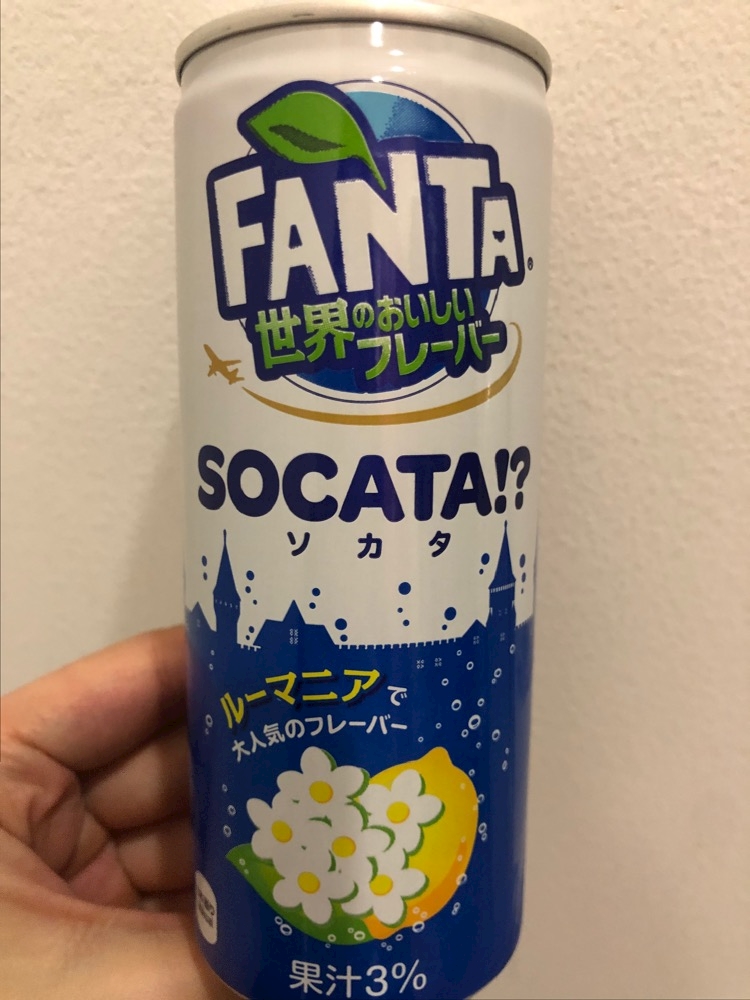 FANTA®
世界のおいしい
フレーバー
SOCATA!?
ソカタ
ルーマニアで
大人気のフレーバー
果汁3%